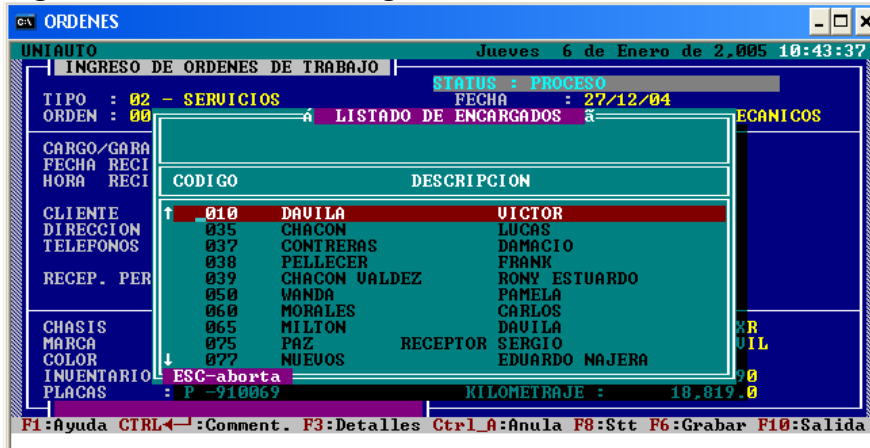 ORDENES
UNIAUTO Jueves 6 de Enero de 2,005 10:43:37
INGRESO DE ORDENES DE TRABAJO
STATUS : PROCESO
TIPO : 02 - SERVICIOS FECHA : 27/12/04
ORDEN : 00 á LISTADO DE ENCARGADOS ã ECANICOS
CARGO/GARA
FECHA RECI
HORA RECI CODIGO DESCRIPCION
CLIENTE ↑ _010 DAVILA VICTOR
DIRECCION 035 CHACON LUCAS
TELEFONOS 037 CONTRERAS DAMACIO
038 PELLECER FRANK
RECEP. PER 039 CHACON VALDEZ RONY ESTUARDO
050 WANDA PAMELA
060 MORALES CARLOS
CHASIS 065 MILTON DAVILA XR
MARCA 075 PAZ RECEPTOR SERGIO VIL
COLOR ↓ 077 NUEVOS EDUARDO NAJERA
INVENTARIO ESC-aborta 90
PLACAS : P -910069 KILOMETRAJE : 18,819.0
F1:Ayuda CTRL◄┘:Comment. F3:Detalles Ctrl_A:Anula F8:Stt F6:Grabar F10:Salida